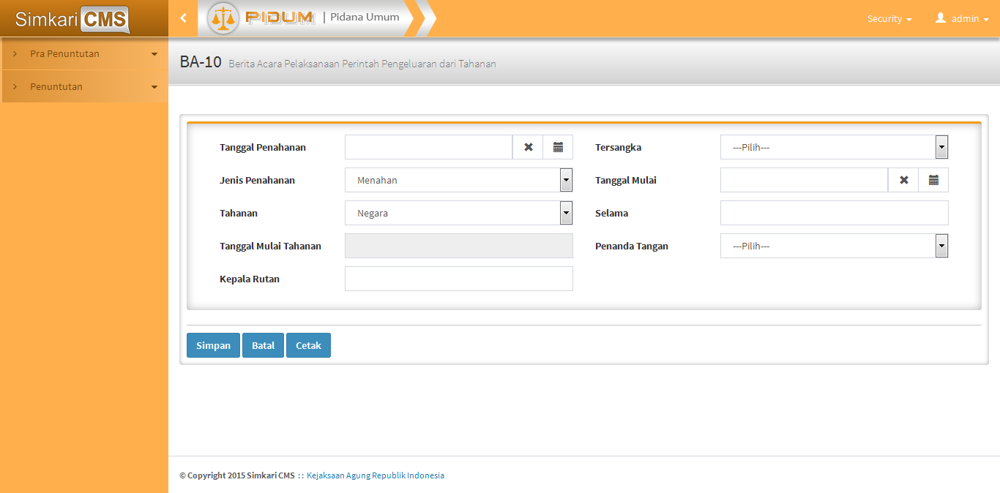 Simkari CMS
PIDUM | Pidana Umum
Security
admin
Pra Penuntutan
Penuntutan
BA-10 Berita Acara Pelaksanaan Perintah Pengeluaran dari Tahanan
Tanggal Penahanan
Tersangka ---Pilih---
Jenis Penahanan Menahan
Tanggal Mulai
Tahanan Negara
Selama
Tanggal Mulai Tahanan
Penanda Tangan ---Pilih---
Kepala Rutan
Simpan Batal Cetak
© Copyright 2015 Simkari CMS :: Kejaksaan Agung Republik Indonesia